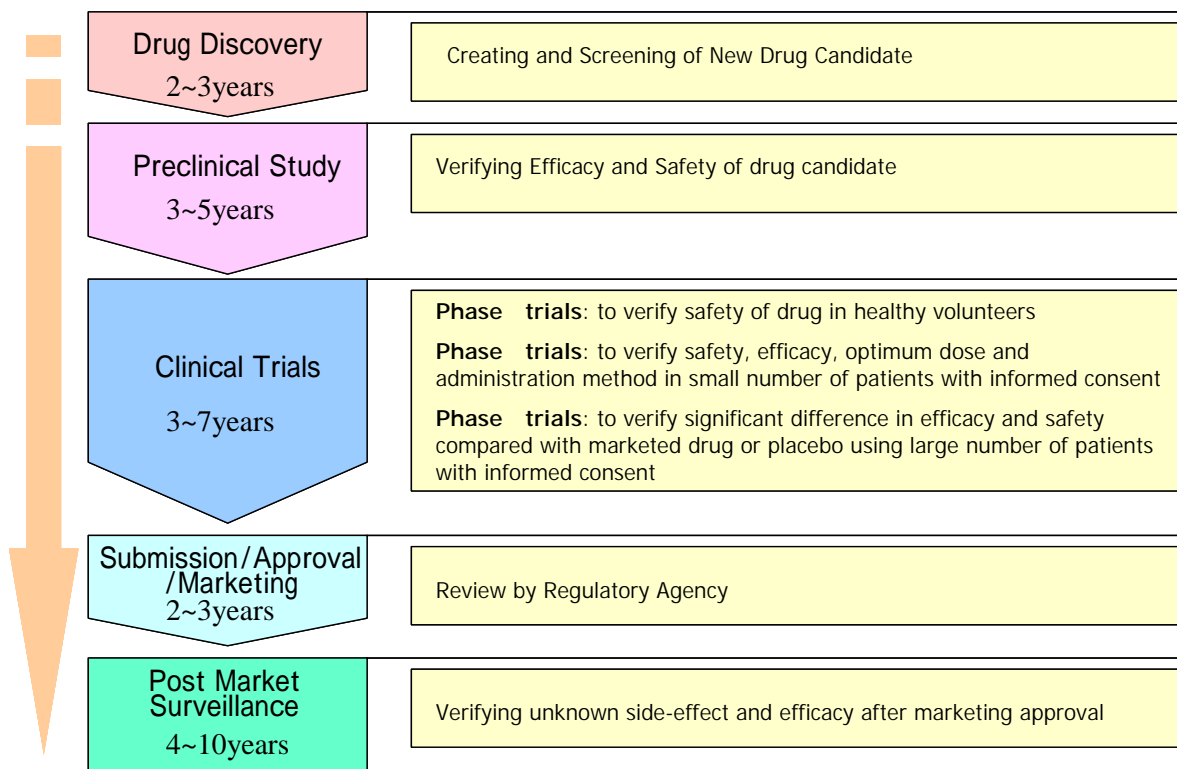 Drug Discovery
2~3years
Creating and Screening of New Drug Candidate
Preclinical Study
3~5years
Verifying Efficacy and Safety of drug candidate
Clinical Trials
3~7years
Phase trials: to verify safety of drug in healthy volunteers
Phase trials: to verify safety, efficacy, optimum dose and
administration method in small number of patients with informed consent
Phase trials: to verify significant difference in efficacy and safety
compared with marketed drug or placebo using large number of patients
with informed consent
Submission/Approval
/Marketing
2~3years
Review by Regulatory Agency
Post Market
Surveillance
4~10years
Verifying unknown side-effect and efficacy after marketing approval